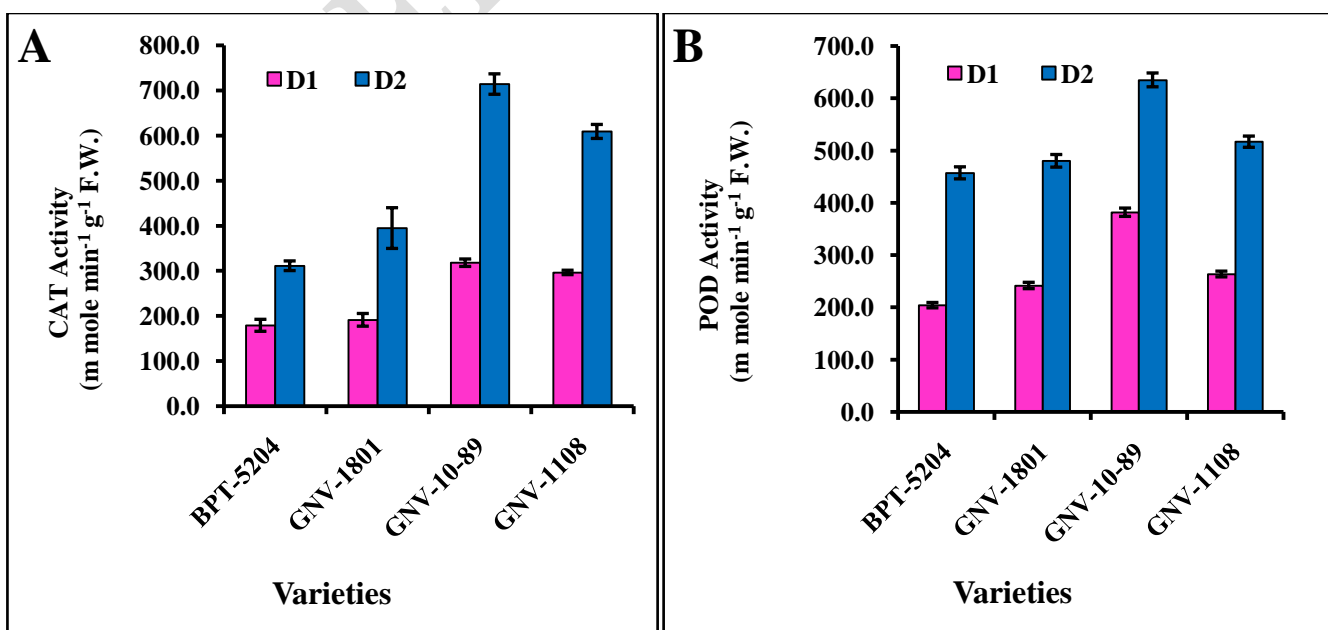 A
CAT Activity
(m mole min⁻¹ g⁻¹ F.W.)
800.0
700.0
600.0
500.0
400.0
300.0
200.0
100.0
0.0
D1 D2
BPT-5204
GNV-1801
GNV-10-89
GNV-1108
Varieties
B
POD Activity
(m mole min⁻¹ g⁻¹ F.W.)
700.0
600.0
500.0
400.0
300.0
200.0
100.0
0.0
D1 D2
BPT-5204
GNV-1801
GNV-10-89
GNV-1108
Varieties